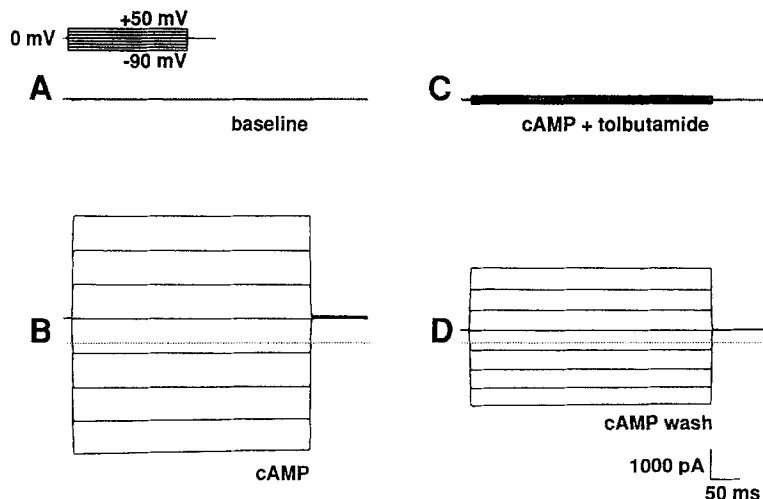 +50 mV
0 mV
-90 mV
A
baseline
C
cAMP + tolbutamide
B
cAMP
D
cAMP wash
1000 pA
50 ms